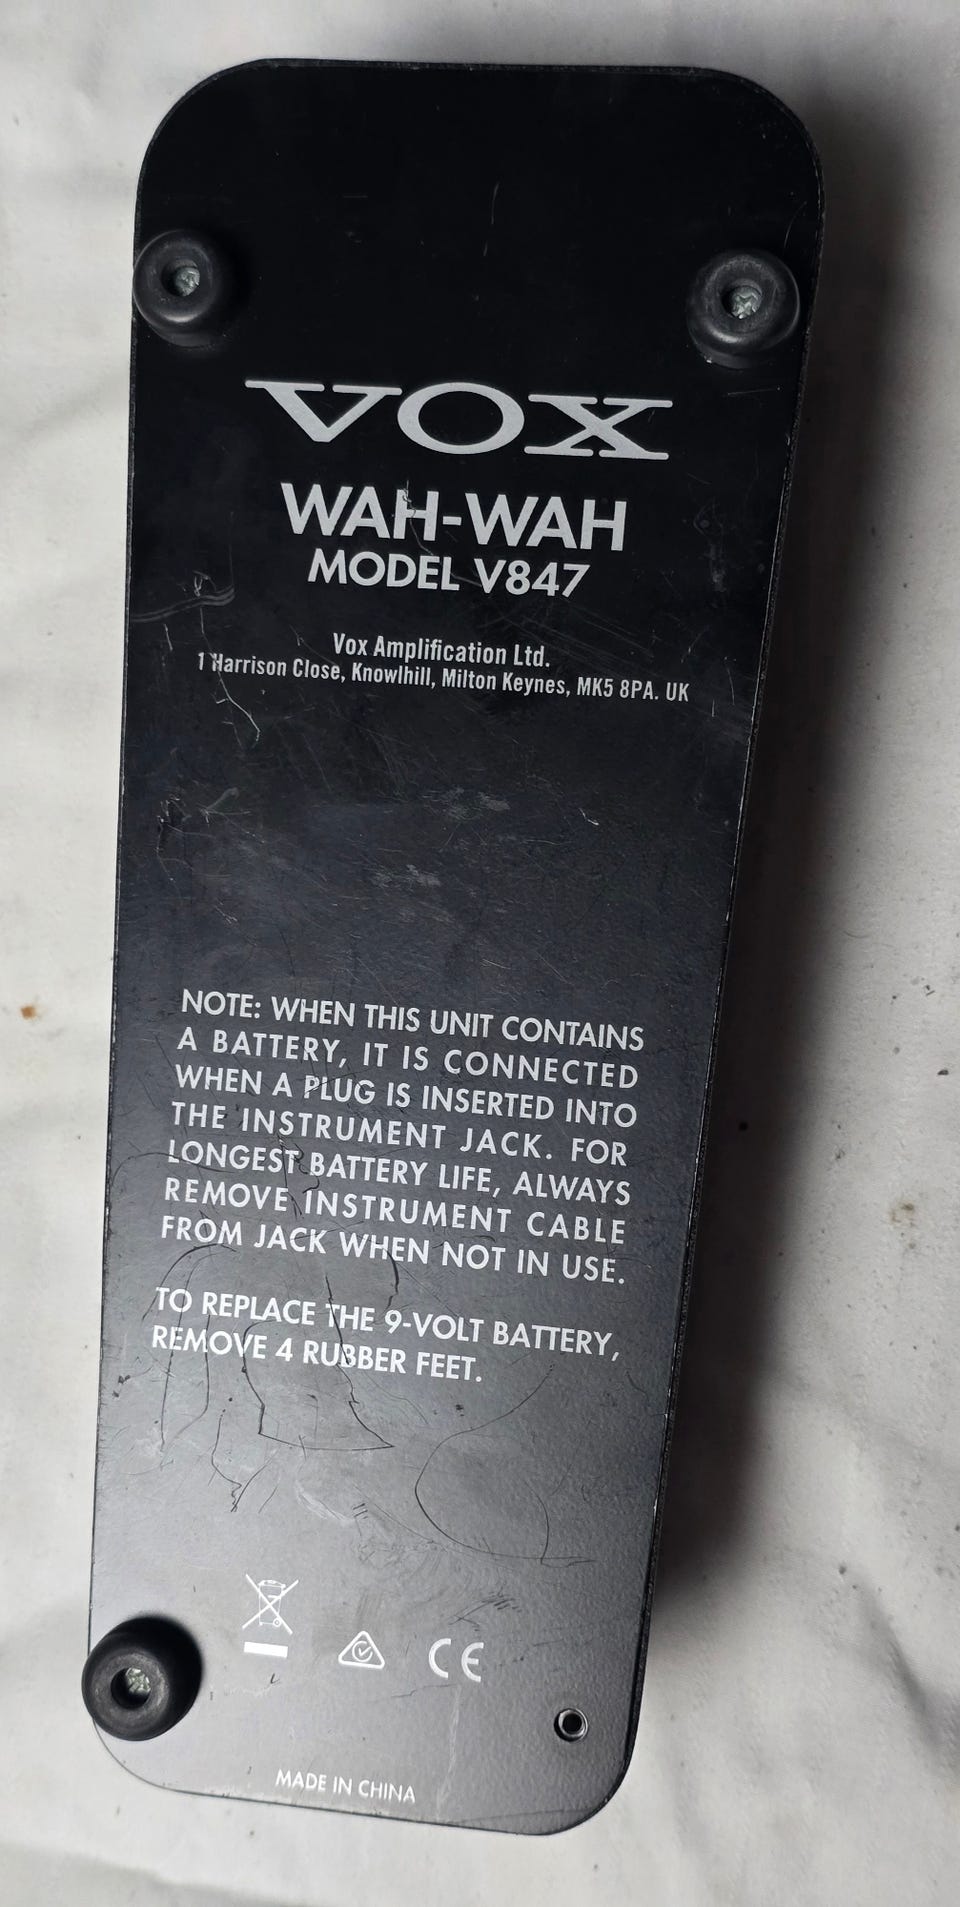 VOX
WAH-WAH
MODEL V847
Vox Amplification Ltd.
1 Harrison Close, Knowlhill, Milton Keynes, MK5 8PA. UK
NOTE: WHEN THIS UNIT CONTAINS
A BATTERY, IT IS CONNECTED
WHEN A PLUG IS INSERTED INTO
THE INSTRUMENT JACK. FOR
LONGEST BATTERY LIFE, ALWAYS
REMOVE INSTRUMENT CABLE
FROM JACK WHEN NOT IN USE.
TO REPLACE THE 9-VOLT BATTERY,
REMOVE 4 RUBBER FEET.
CE
MADE IN CHINA